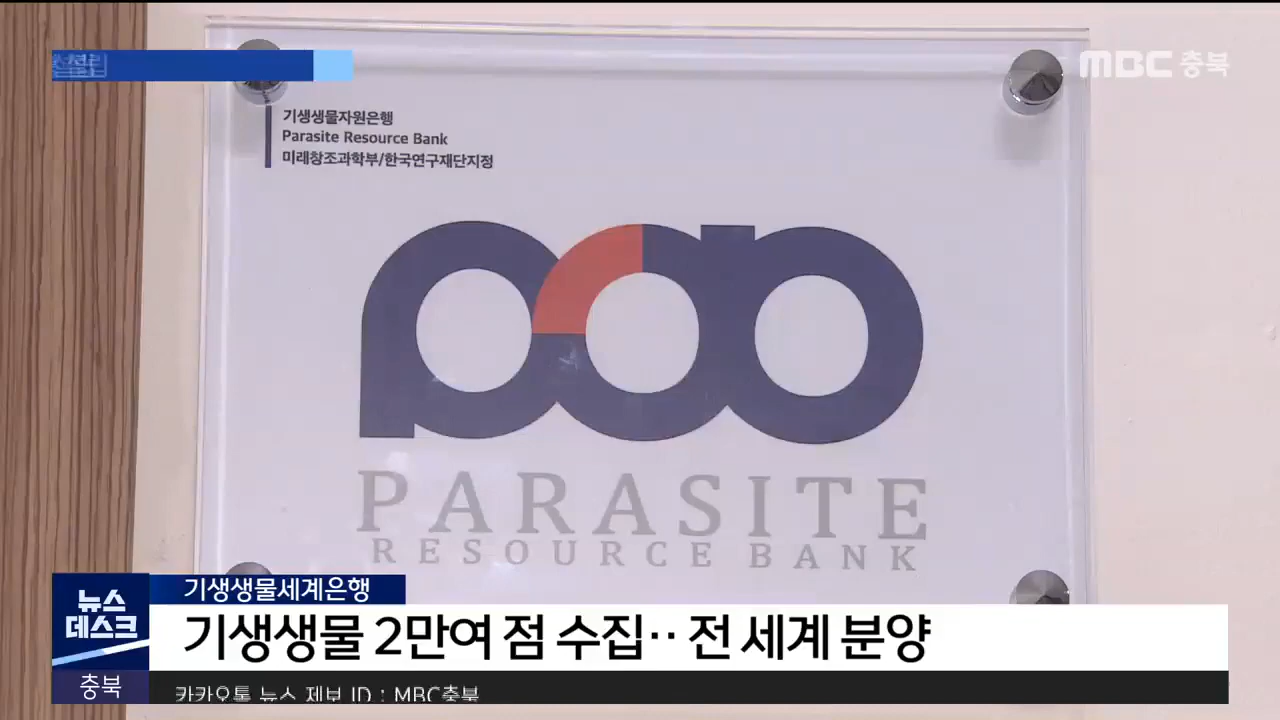 MBC 충북
기생생물자원은행
Parasite Resource Bank
미래창조과학부/한국연구재단지정
PARASITE
RESOURCE BANK
뉴스
데스크
충북
기생생물세계은행
기생생물 2만여 점 수집‥ 전 세계 분양
카카오톡 뉴스 제보 ID : MBC충북